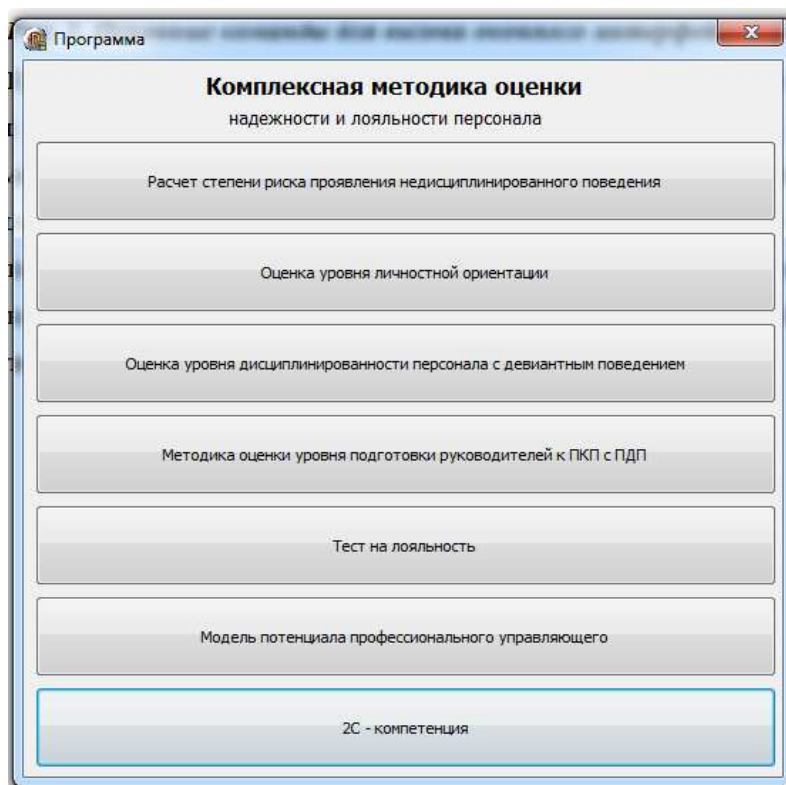 Программа
Комплексная методика оценки
надежности и лояльности персонала
Расчет степени риска проявления недисциплинированного поведения
Оценка уровня личностной ориентации
Оценка уровня дисциплинированности персонала с девиантным поведением
Методика оценки уровня подготовки руководителей к ПКП с ПДП
Тест на лояльность
Модель потенциала профессионального управляющего
2С - компетенция